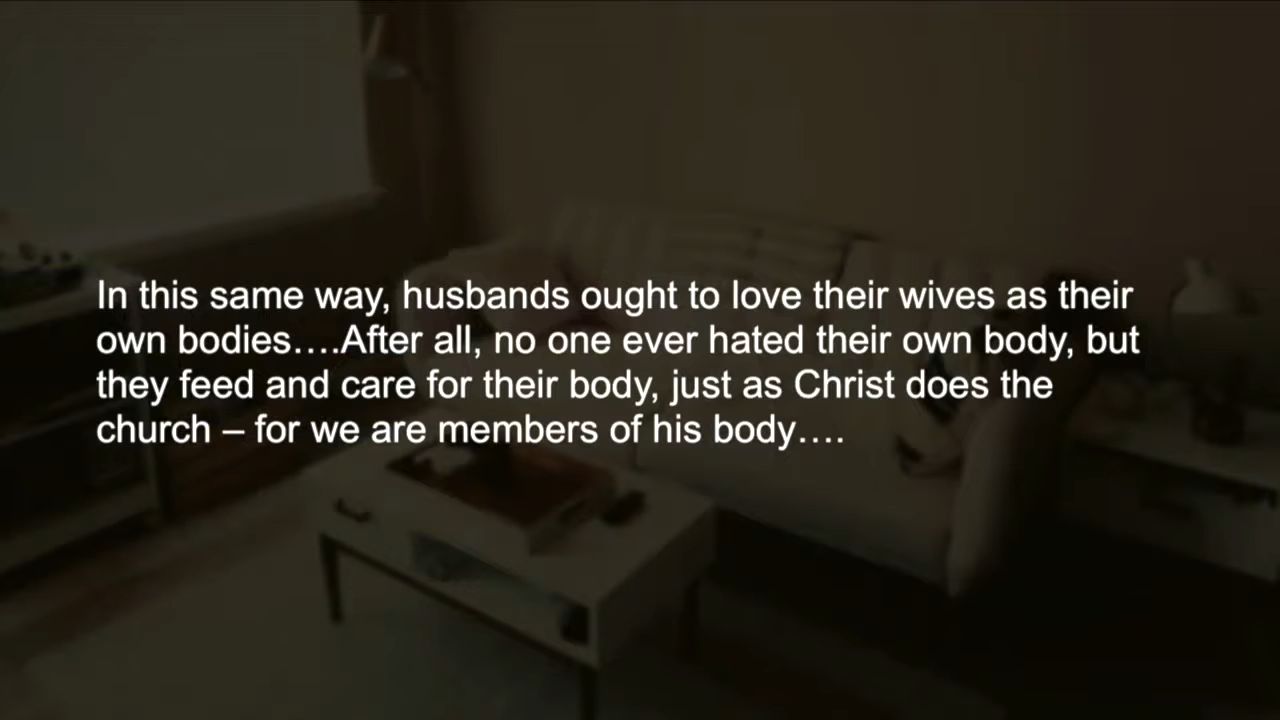 In this same way, husbands ought to love their wives as their
own bodies….After all, no one ever hated their own body, but
they feed and care for their body, just as Christ does the
church – for we are members of his body….